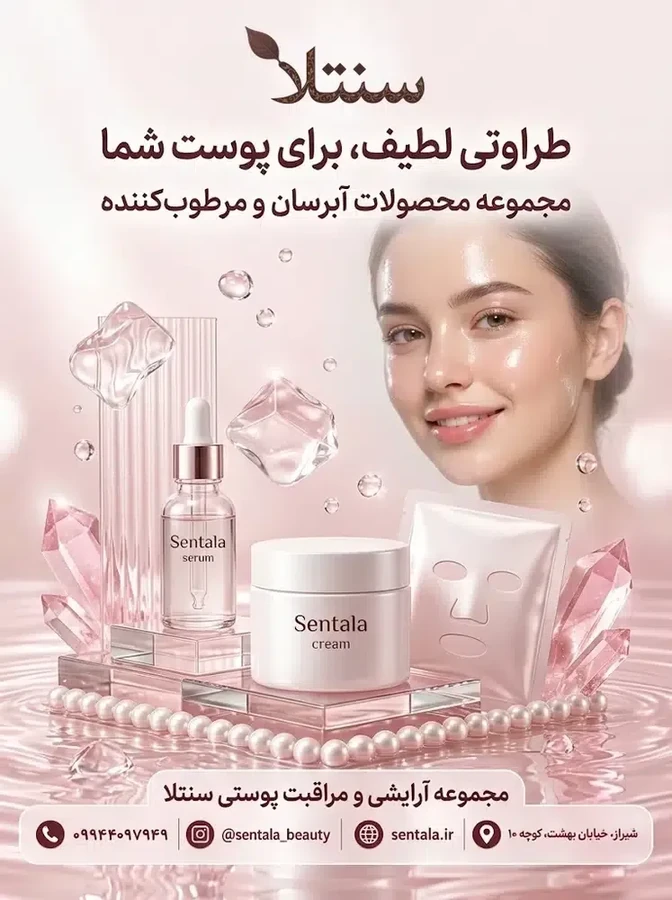 سنتلا
طراوتی لطیف، برای پوست شما
مجموعه محصولات آبرسان و مرطوب‌کننده
Sentala
serum
Sentala
cream
مجموعه آرایشی و مراقبت پوستی سنتلا
شیراز، خیابان بهشت، کوچه ۱۰
sentala.ir
@sentala_beauty
۰۹۹۴۴۰۹۷۹۴۹